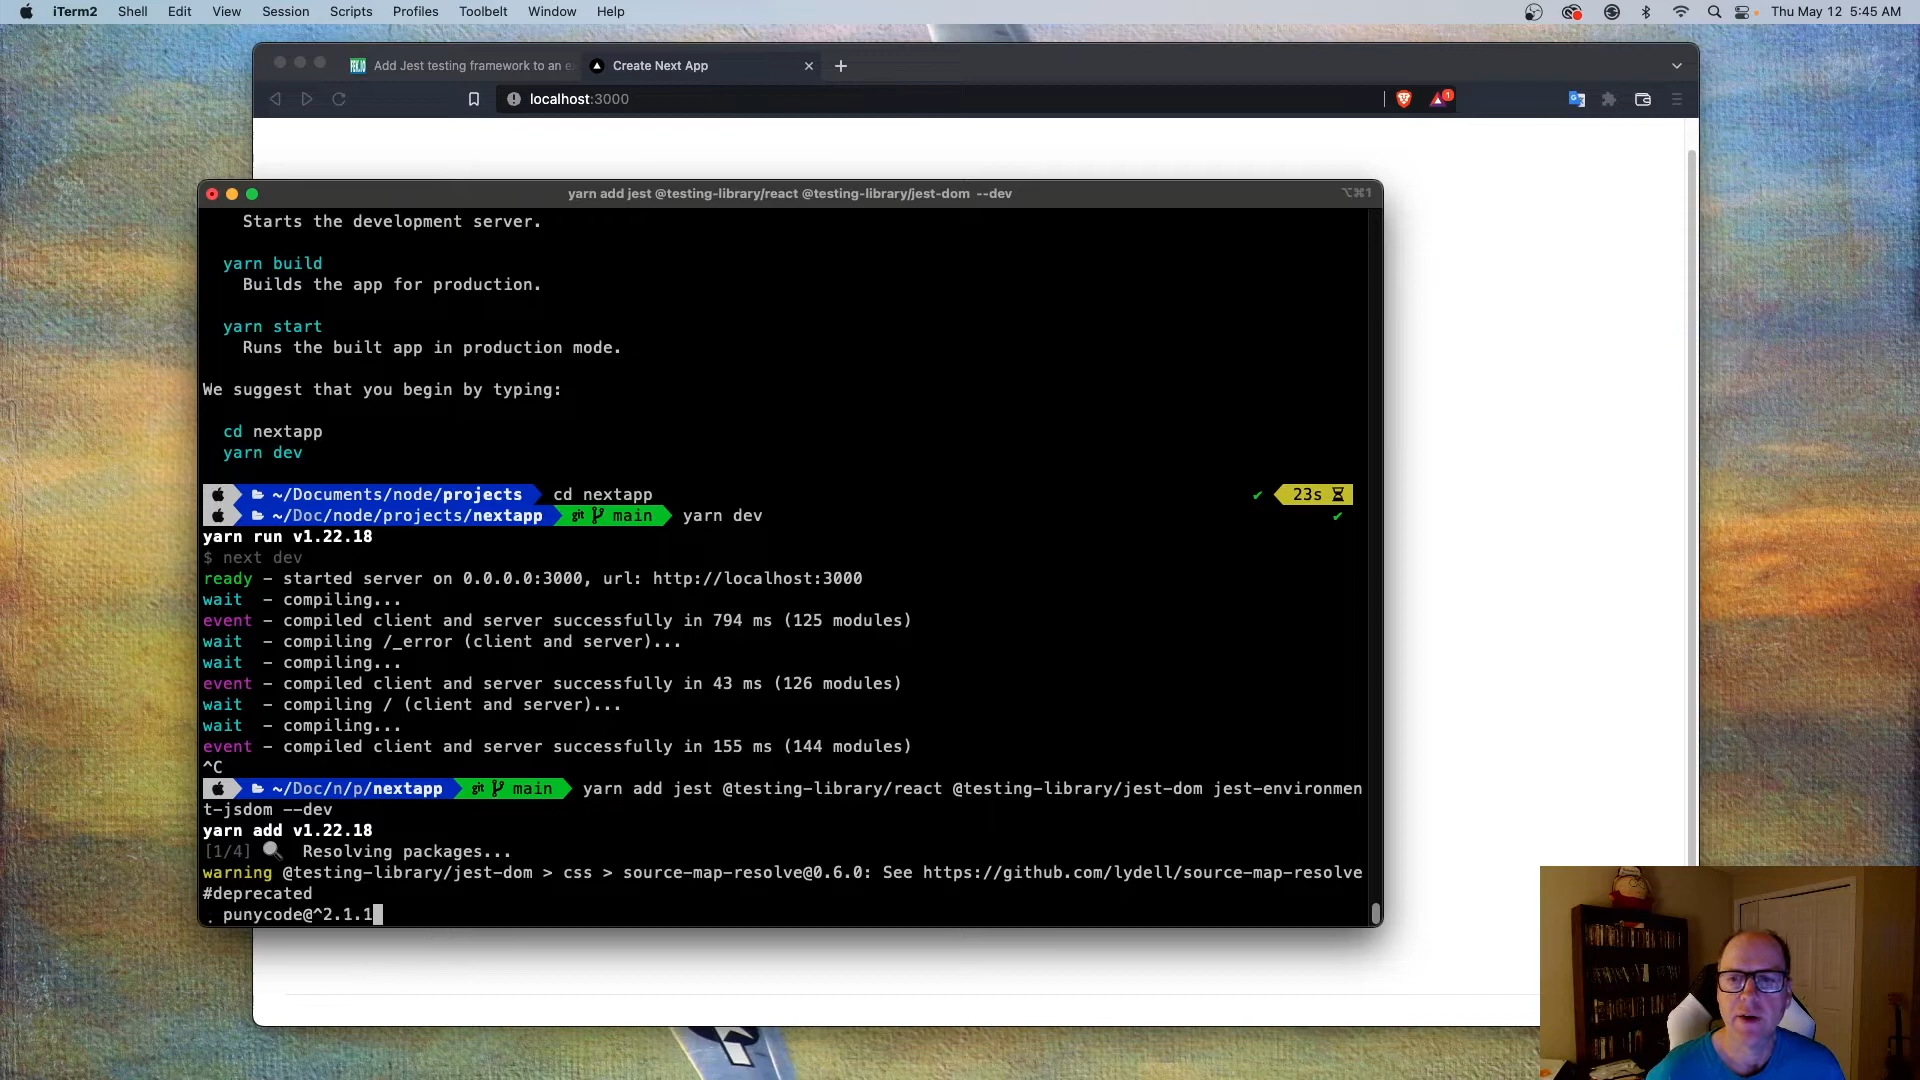 iTerm2 Shell Edit View Session Scripts Profiles Toolbelt Window Help Thu May 12 5:45 AM
Add Jest testing framework to an e Create Next App
localhost:3000 1
yarn add jest @testing-library/react @testing-library/jest-dom --dev ⌥⌘1
Starts the development server.
yarn build
Builds the app for production.
yarn start
Runs the built app in production mode.
We suggest that you begin by typing:
cd nextapp
yarn dev
~/Documents/node/projects cd nextapp ✔ 23s
~/Doc/node/projects/nextapp git main yarn dev ✔
yarn run v1.22.18
$ next dev
ready - started server on 0.0.0.0:3000, url: http://localhost:3000
wait - compiling...
event - compiled client and server successfully in 794 ms (125 modules)
wait - compiling /_error (client and server)...
wait - compiling...
event - compiled client and server successfully in 43 ms (126 modules)
wait - compiling / (client and server)...
wait - compiling...
event - compiled client and server successfully in 155 ms (144 modules)
^C
~/Doc/n/p/nextapp git main yarn add jest @testing-library/react @testing-library/jest-dom jest-environmen
t-jsdom --dev
yarn add v1.22.18
[1/4] 🔍 Resolving packages...
warning @testing-library/jest-dom > css > source-map-resolve@0.6.0: See https://github.com/lydell/source-map-resolve
#deprecated
punycode@^2.1.1